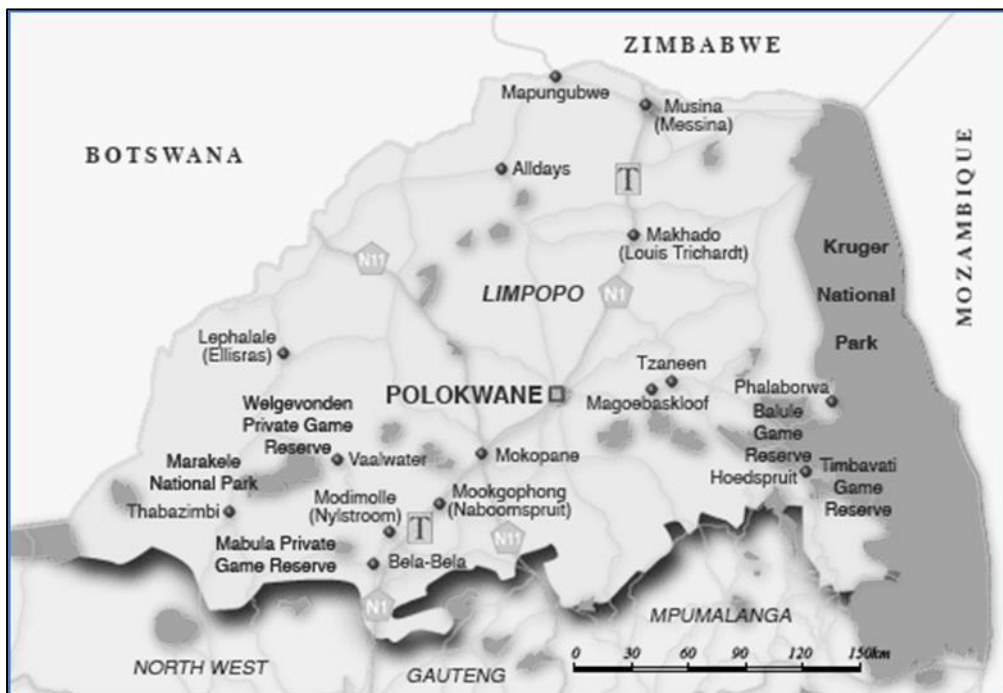 ZIMBABWE
Mapungubwe
Musina
(Messina)
BOTSWANA
MOZAMBIQUE
Alldays
T
Makhado
(Louis Trichardt)
Kruger
National
Park
N11
LIMPOPO
N1
Lephalale
(Ellisras)
Tzaneen
POLOKWANE
Magoebaskloof
Phalaborwa
Balule
Game
Reserve
Welgevonden
Private Game
Reserve
Vaalwater
Mokopane
Hoedspruit
Timbavati
Game
Reserve
Marakele
National Park
Thabazimbi
Modimolle
(Nylstroom)
T
Mookgophong
(Naboomspruit)
N11
Mabula Private
Game Reserve
Bela-Bela
N1
MPUMALANGA
NORTH WEST
GAUTENG
0 30 60 90 120 150km